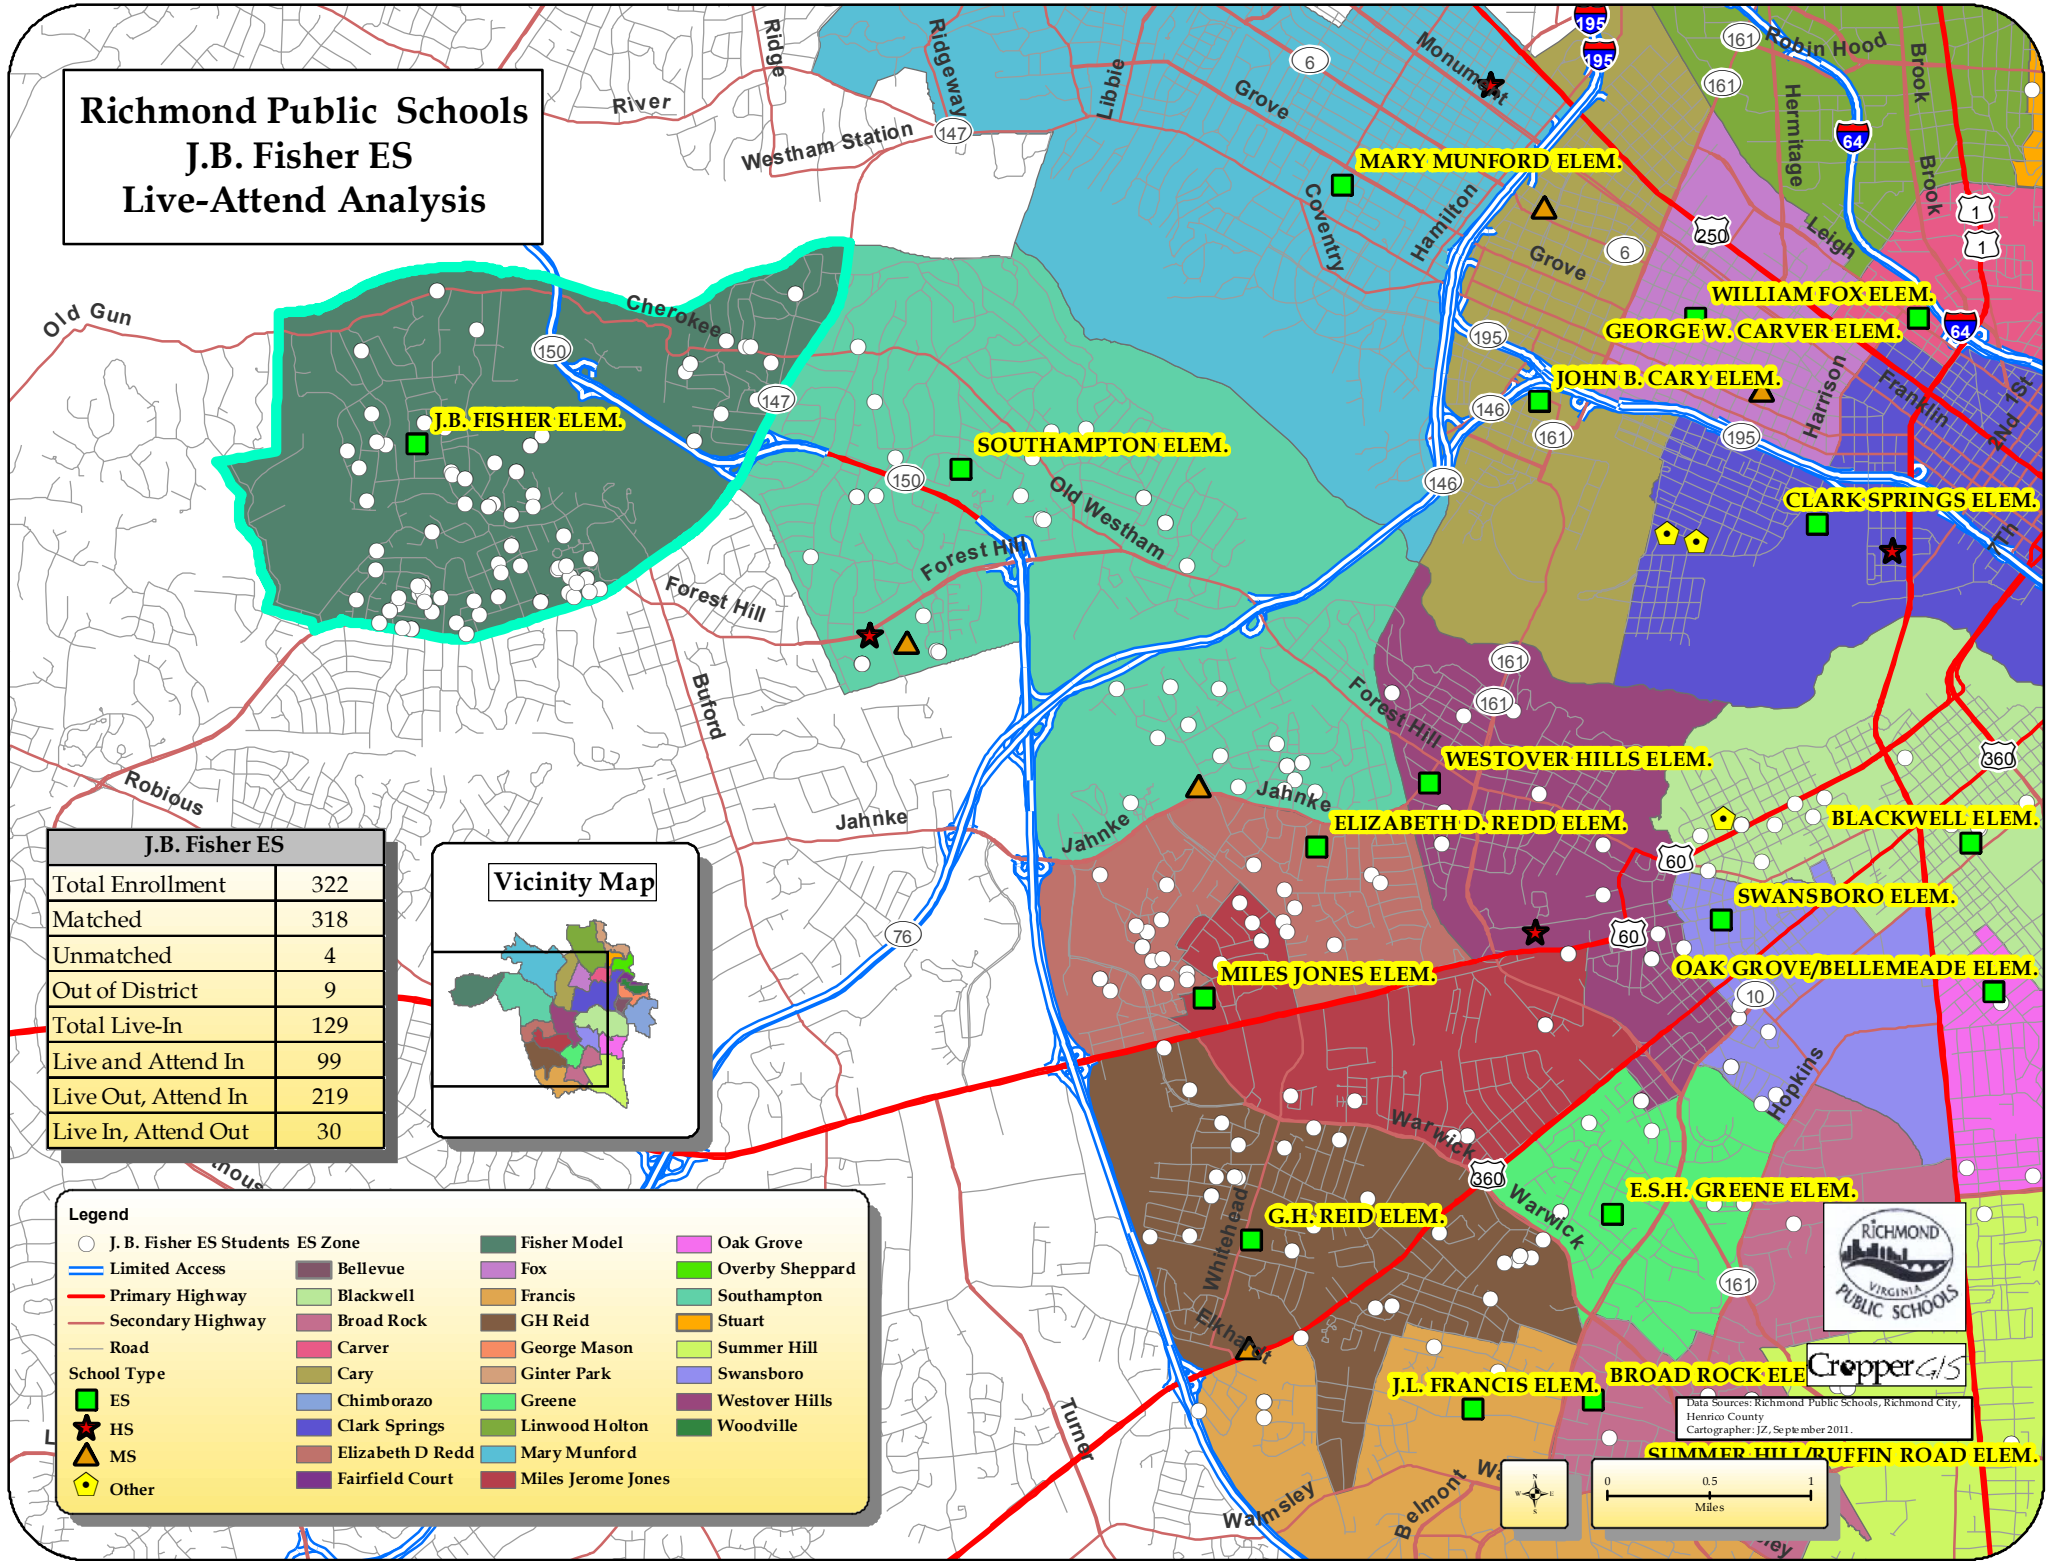 Richmond Public Schools
J.B. Fisher ES
Live-Attend Analysis
Ridge
Ridgeway
River
Westham Station
147
Libbie
Grove
6
Monument
195
195
161
Robin Hood
161
Hermitage
Brook
64
Brook
1
1
MARY MUNFORD ELEM.
Coventry
Hamilton
Grove
6
250
Leigh
WILLIAM FOX ELEM.
GEORGE W. CARVER ELEM.
64
Old Gun
Cherokee
150
147
195
JOHN B. CARY ELEM.
146
161
195
Harrison
Franklin
1St
2Nd
J.B. FISHER ELEM.
SOUTHAMPTON ELEM.
150
Old Westham
146
CLARK SPRINGS ELEM.
7Th
Forest Hill
Forest Hill
Buford
161
161
Forest Hill
360
WESTOVER HILLS ELEM.
Robious
Jahnke
Jahnke
Jahnke
ELIZABETH D. REDD ELEM.
BLACKWELL ELEM.
60
SWANSBORO ELEM.
76
60
MILES JONES ELEM.
OAK GROVE/BELLEMEADE ELEM.
10
Hopkins
Warwick
360
Warwick
E.S.H. GREENE ELEM.
G.H. REID ELEM.
Whitehead
161
Elkhardt
Turner
J.L. FRANCIS ELEM.
BROAD ROCK ELE
SUMMER HILL/RUFFIN ROAD ELEM.
Walmsley
Belmont
J.B. Fisher ES
Total Enrollment 322
Matched 318
Unmatched 4
Out of District 9
Total Live-In 129
Live and Attend In 99
Live Out, Attend In 219
Live In, Attend Out 30
Vicinity Map
Legend
J. B. Fisher ES Students
Limited Access
Primary Highway
Secondary Highway
Road
School Type
ES
HS
MS
Other
ES Zone
Bellevue
Blackwell
Broad Rock
Carver
Cary
Chimborazo
Clark Springs
Elizabeth D Redd
Fairfield Court
Fisher Model
Fox
Francis
GH Reid
George Mason
Ginter Park
Greene
Linwood Holton
Mary Munford
Miles Jerome Jones
Oak Grove
Overby Sheppard
Southampton
Stuart
Summer Hill
Swansboro
Westover Hills
Woodville
RICHMOND
VIRGINIA
PUBLIC SCHOOLS
Cropper GIS
Data Sources: Richmond Public Schools, Richmond City,
Henrico County
Cartographer: JZ, September 2011.
N
W E
S
0 0.5 1
Miles